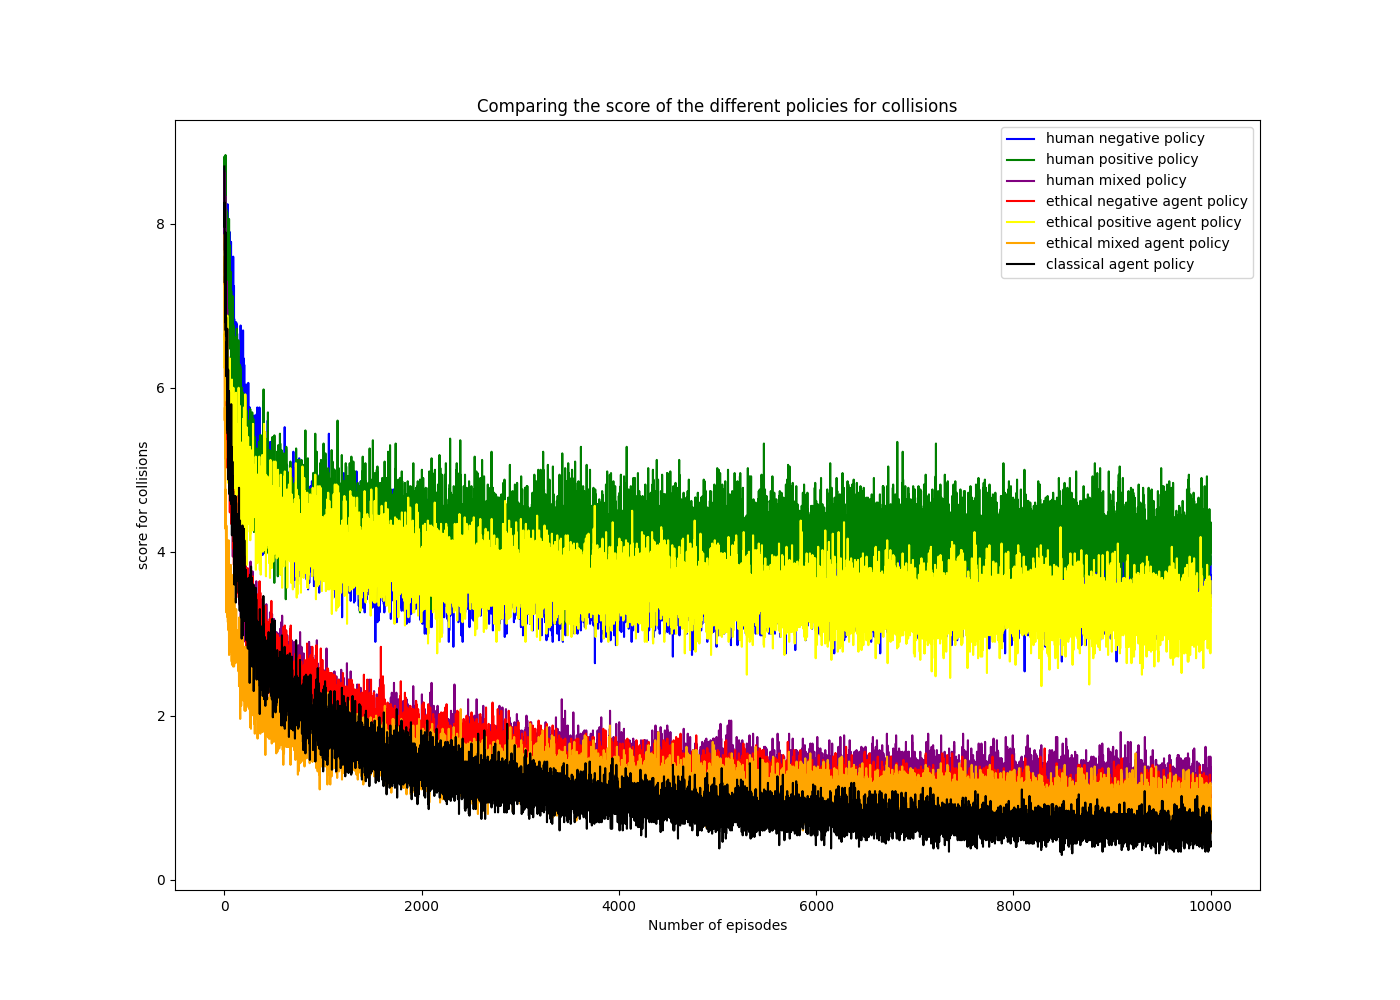 Comparing the score of the different policies for collisions
human negative policy
human positive policy
human mixed policy
ethical negative agent policy
ethical positive agent policy
ethical mixed agent policy
classical agent policy
score for collisions
8
6
4
2
0
0 2000 4000 6000 8000 10000
Number of episodes